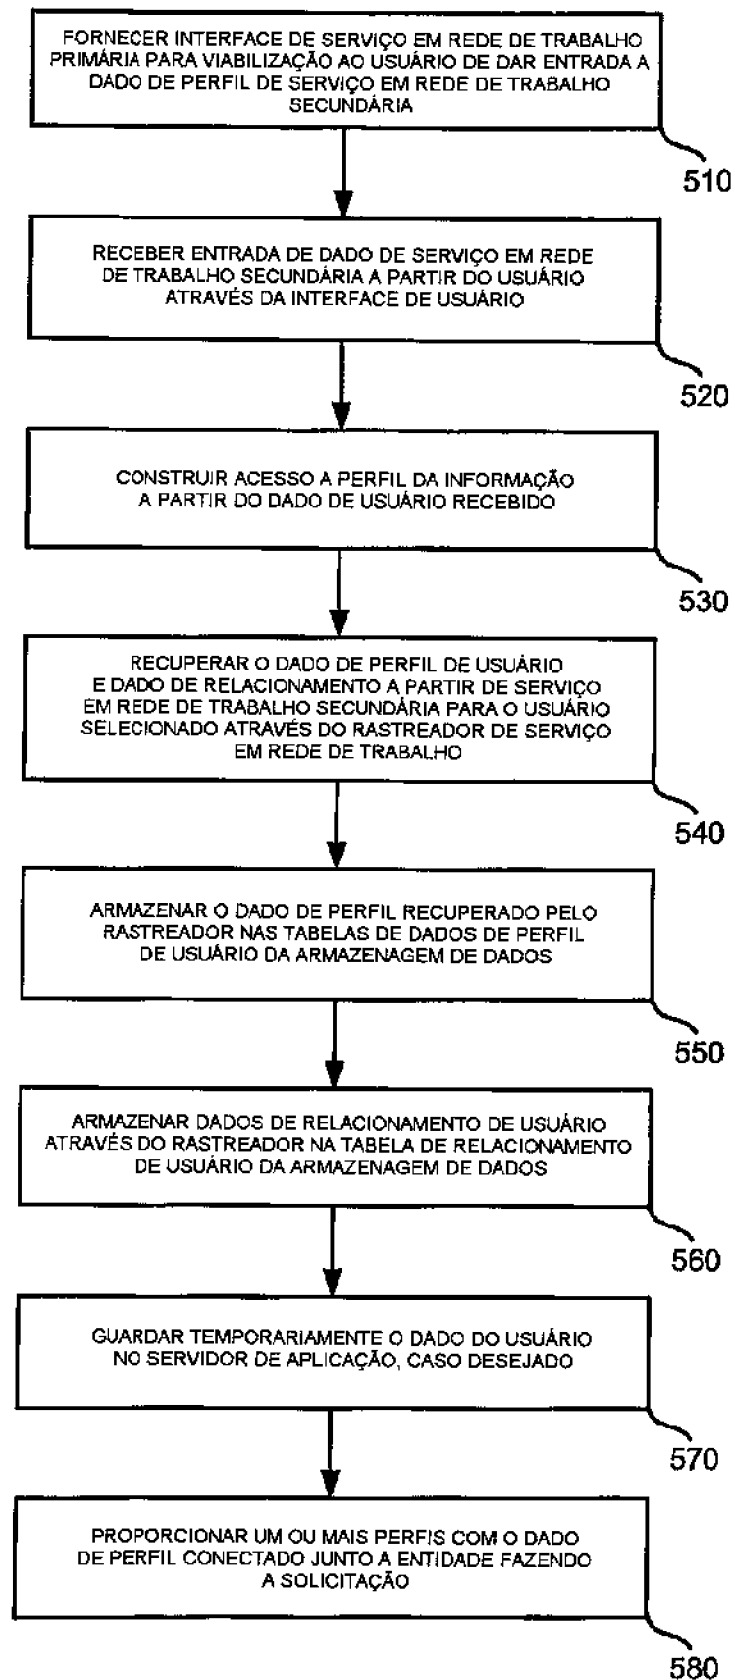 FORNECER INTERFACE DE SERVIÇO EM REDE DE TRABALHO
PRIMÁRIA PARA VIABILIZAÇÃO AO USUÁRIO DE DAR ENTRADA A
DADO DE PERFIL DE SERVIÇO EM REDE DE TRABALHO
SECUNDÁRIA
510
RECEBER ENTRADA DE DADO DE SERVIÇO EM REDE
DE TRABALHO SECUNDÁRIA A PARTIR DO USUÁRIO
ATRAVÉS DA INTERFACE DE USUÁRIO
520
CONSTRUIR ACESSO A PERFIL DA INFORMAÇÃO
A PARTIR DO DADO DE USUÁRIO RECEBIDO
530
RECUPERAR O DADO DE PERFIL DE USUÁRIO
E DADO DE RELACIONAMENTO A PARTIR DE SERVIÇO
EM REDE DE TRABALHO SECUNDÁRIA PARA O USUÁRIO
SELECIONADO ATRAVÉS DO RASTREADOR DE SERVIÇO
EM REDE DE TRABALHO
540
ARMAZENAR O DADO DE PERFIL RECUPERADO PELO
RASTREADOR NAS TABELAS DE DADOS DE PERFIL
DE USUÁRIO DA ARMAZENAGEM DE DADOS
550
ARMAZENAR DADOS DE RELACIONAMENTO DE USUÁRIO
ATRAVÉS DO RASTREADOR NA TABELA DE RELACIONAMENTO
DE USUÁRIO DA ARMAZENAGEM DE DADOS
560
GUARDAR TEMPORARIAMENTE O DADO DO USUÁRIO
NO SERVIDOR DE APLICAÇÃO, CASO DESEJADO
570
PROPORCIONAR UM OU MAIS PERFIS COM O DADO
DE PERFIL CONECTADO JUNTO A ENTIDADE FAZENDO
A SOLICITAÇÃO
580